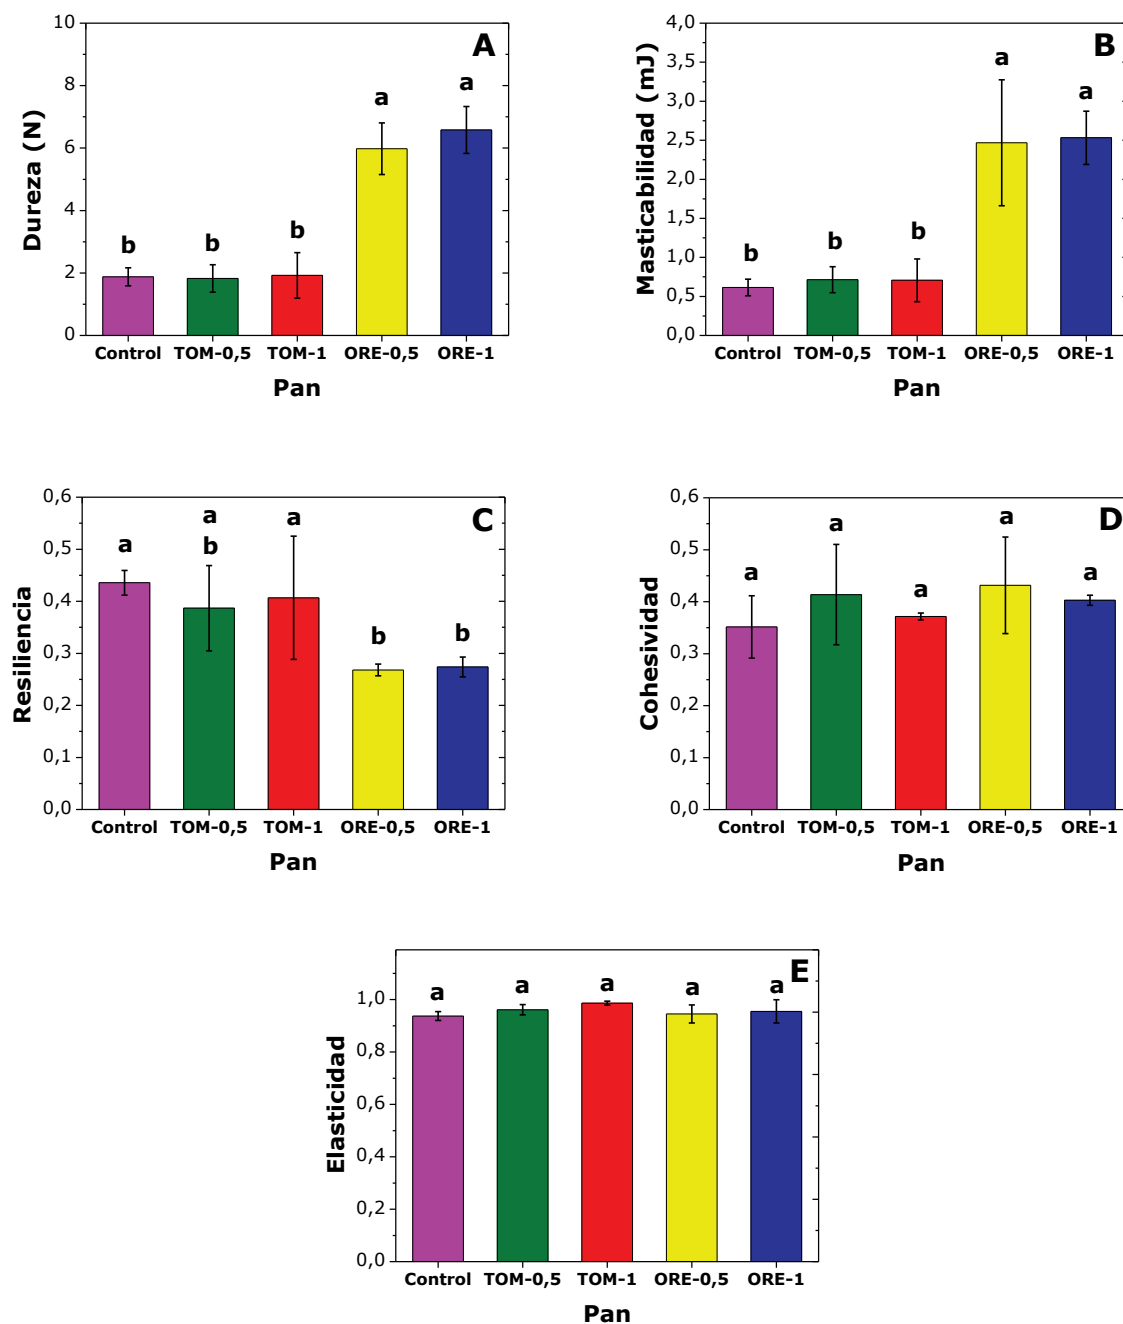 A
Dureza (N)
10
8
6
4
2
0
b
b
b
a
a
Control
TOM-0,5
TOM-1
ORE-0,5
ORE-1
Pan
B
Masticabilidad (mJ)
4,0
3,5
3,0
2,5
2,0
1,5
1,0
0,5
0,0
b
b
b
a
a
Control
TOM-0,5
TOM-1
ORE-0,5
ORE-1
Pan
C
Resiliencia
0,6
0,5
0,4
0,3
0,2
0,1
0,0
a
a
b
a
b
b
Control
TOM-0,5
TOM-1
ORE-0,5
ORE-1
Pan
D
Cohesividad
0,6
0,5
0,4
0,3
0,2
0,1
0,0
a
a
a
a
a
Control
TOM-0,5
TOM-1
ORE-0,5
ORE-1
Pan
E
Elasticidad
1,0
0,8
0,6
0,4
0,2
0,0
a
a
a
a
a
Control
TOM-0,5
TOM-1
ORE-0,5
ORE-1
Pan